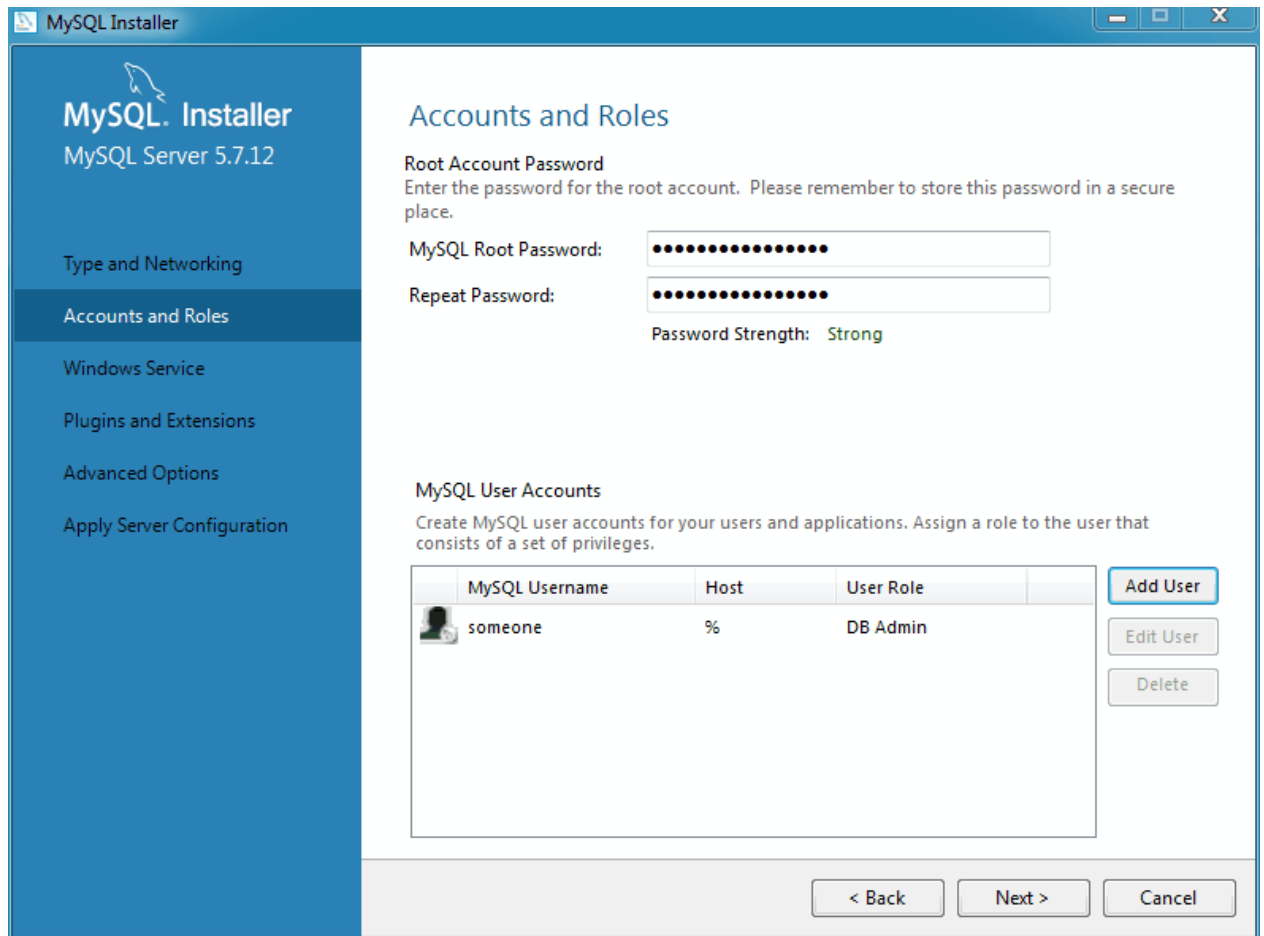 MySQL Installer
MySQL. Installer
MySQL Server 5.7.12
Type and Networking
Accounts and Roles
Windows Service
Plugins and Extensions
Advanced Options
Apply Server Configuration
Accounts and Roles
Root Account Password
Enter the password for the root account. Please remember to store this password in a secure
place.
MySQL Root Password: ●●●●●●●●●●●●●●●●
Repeat Password: ●●●●●●●●●●●●●●●●
Password Strength: Strong
MySQL User Accounts
Create MySQL user accounts for your users and applications. Assign a role to the user that
consists of a set of privileges.
MySQL Username Host User Role
someone % DB Admin
Add User
Edit User
Delete
< Back Next > Cancel